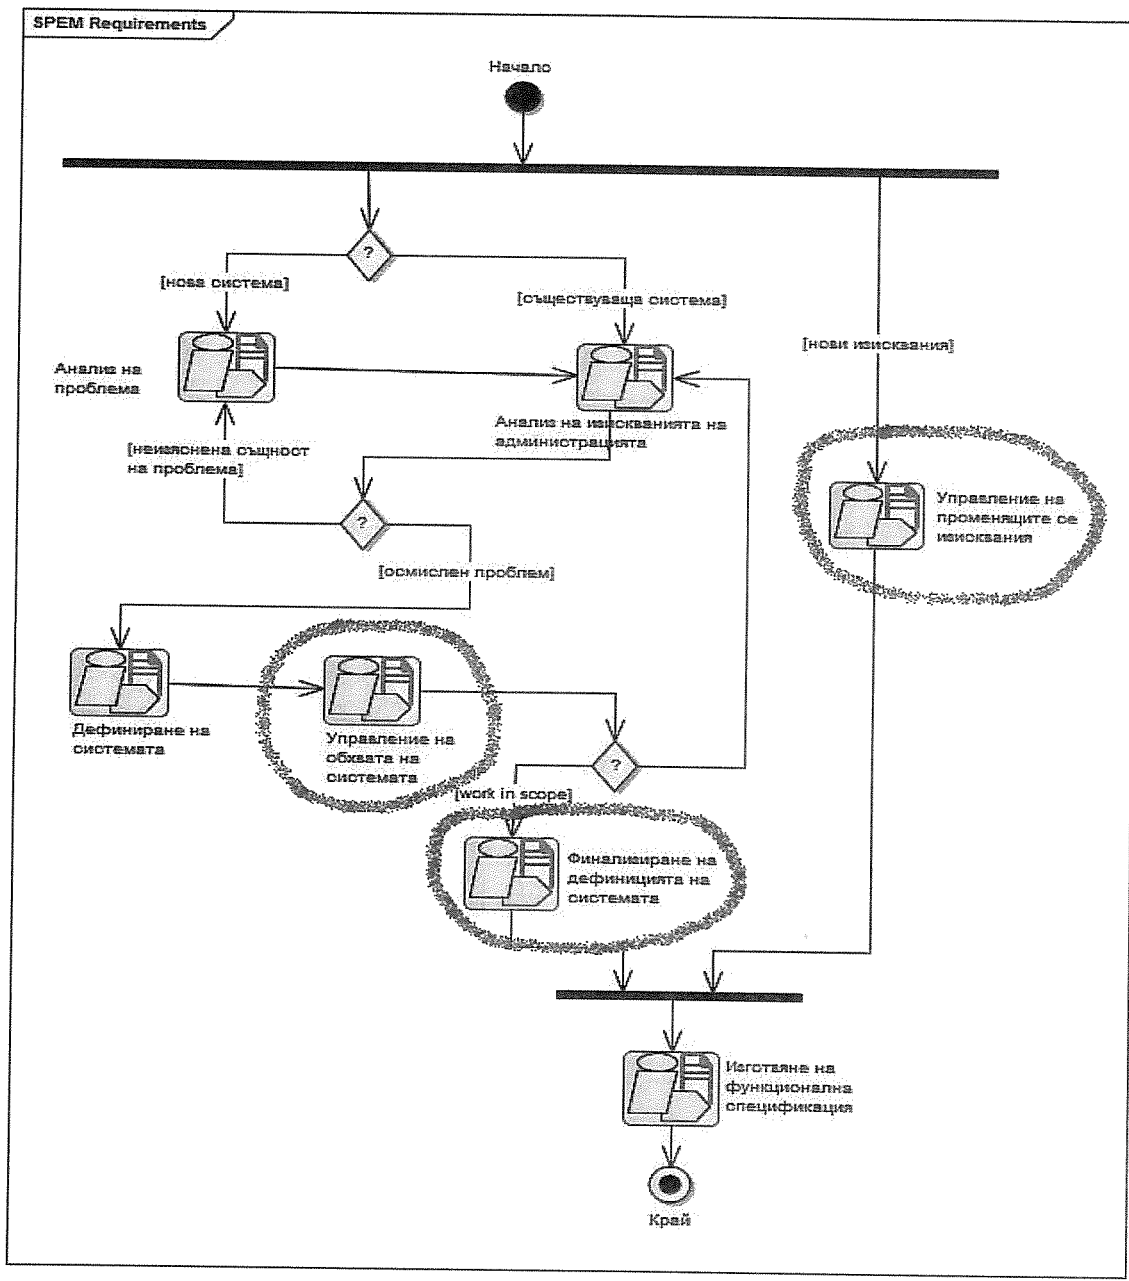 SPEM Requirements
Начало
?
[нова система]
[съществуваща система]
[нови изисквания]
Анализ на
проблема
Анализ на изискванията на
администрацията
[неизяснена същност
на проблема]
Управление на
променящите се
изисквания
?
[осмислен проблем]
Дефиниране на
системата
Управление на
обхвата на
системата
?
[work in scope]
Финализиране на
дефиницията на
системата
Изготвяне на
функционална
спецификация
Край